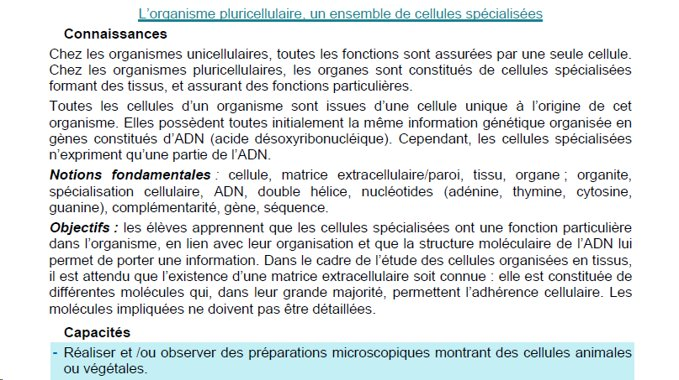 L’organisme pluricellulaire, un ensemble de cellules spécialisées
Connaissances
Chez les organismes unicellulaires, toutes les fonctions sont assurées par une seule cellule.
Chez les organismes pluricellulaires, les organes sont constitués de cellules spécialisées
formant des tissus, et assurant des fonctions particulières.
Toutes les cellules d’un organisme sont issues d’une cellule unique à l’origine de cet
organisme. Elles possèdent toutes initialement la même information génétique organisée en
gènes constitués d’ADN (acide désoxyribonucléique). Cependant, les cellules spécialisées
n’expriment qu’une partie de l’ADN.
Notions fondamentales : cellule, matrice extracellulaire/paroi, tissu, organe ; organite,
spécialisation cellulaire, ADN, double hélice, nucléotides (adénine, thymine, cytosine,
guanine), complémentarité, gène, séquence.
Objectifs : les élèves apprennent que les cellules spécialisées ont une fonction particulière
dans l’organisme, en lien avec leur organisation et que la structure moléculaire de l’ADN lui
permet de porter une information. Dans le cadre de l’étude des cellules organisées en tissus,
il est attendu que l’existence d’une matrice extracellulaire soit connue : elle est constituée de
différentes molécules qui, dans leur grande majorité, permettent l’adhérence cellulaire. Les
molécules impliquées ne doivent pas être détaillées.
Capacités
- Réaliser et /ou observer des préparations microscopiques montrant des cellules animales
ou végétales.